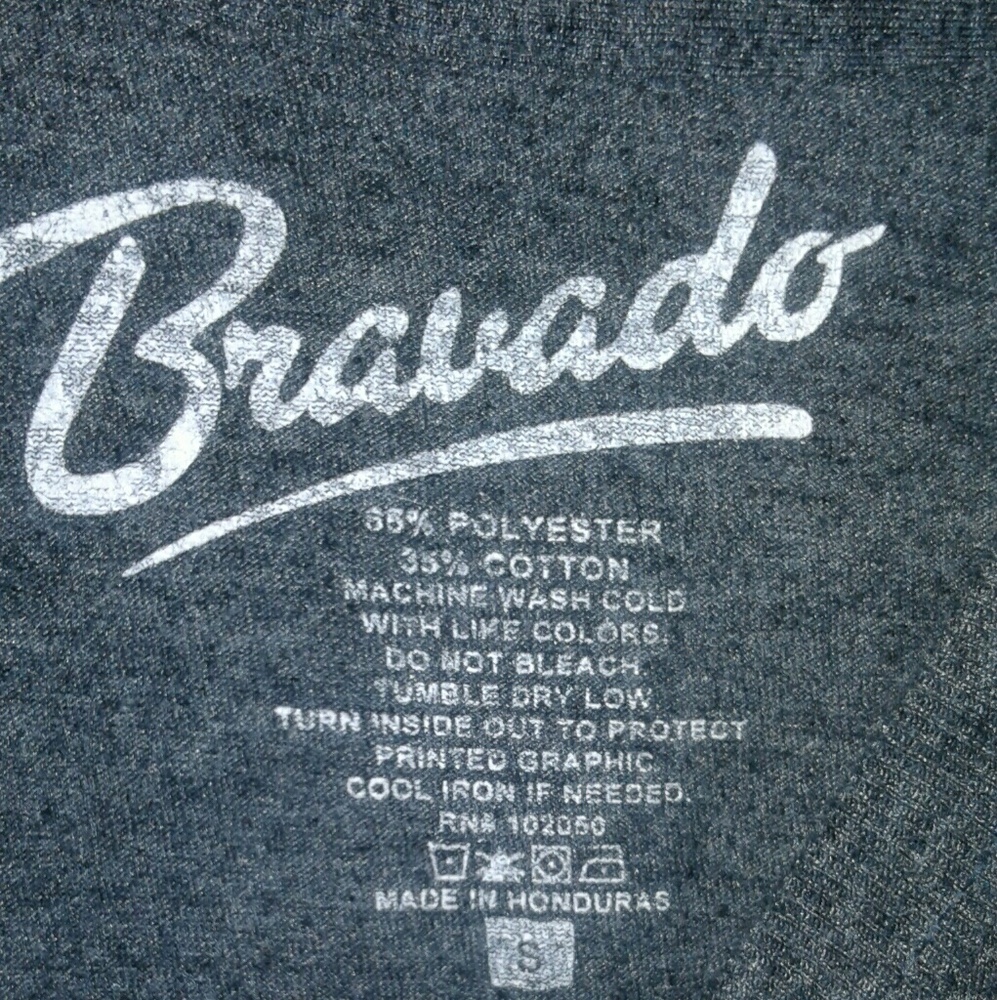 Bravado
65% POLYESTER
35% COTTON
MACHINE WASH COLD
WITH LIKE COLORS.
DO NOT BLEACH
TUMBLE DRY LOW
TURN INSIDE OUT TO PROTECT
PRINTED GRAPHIC.
COOL IRON IF NEEDED.
RN# 102050
MADE IN HONDURAS
S